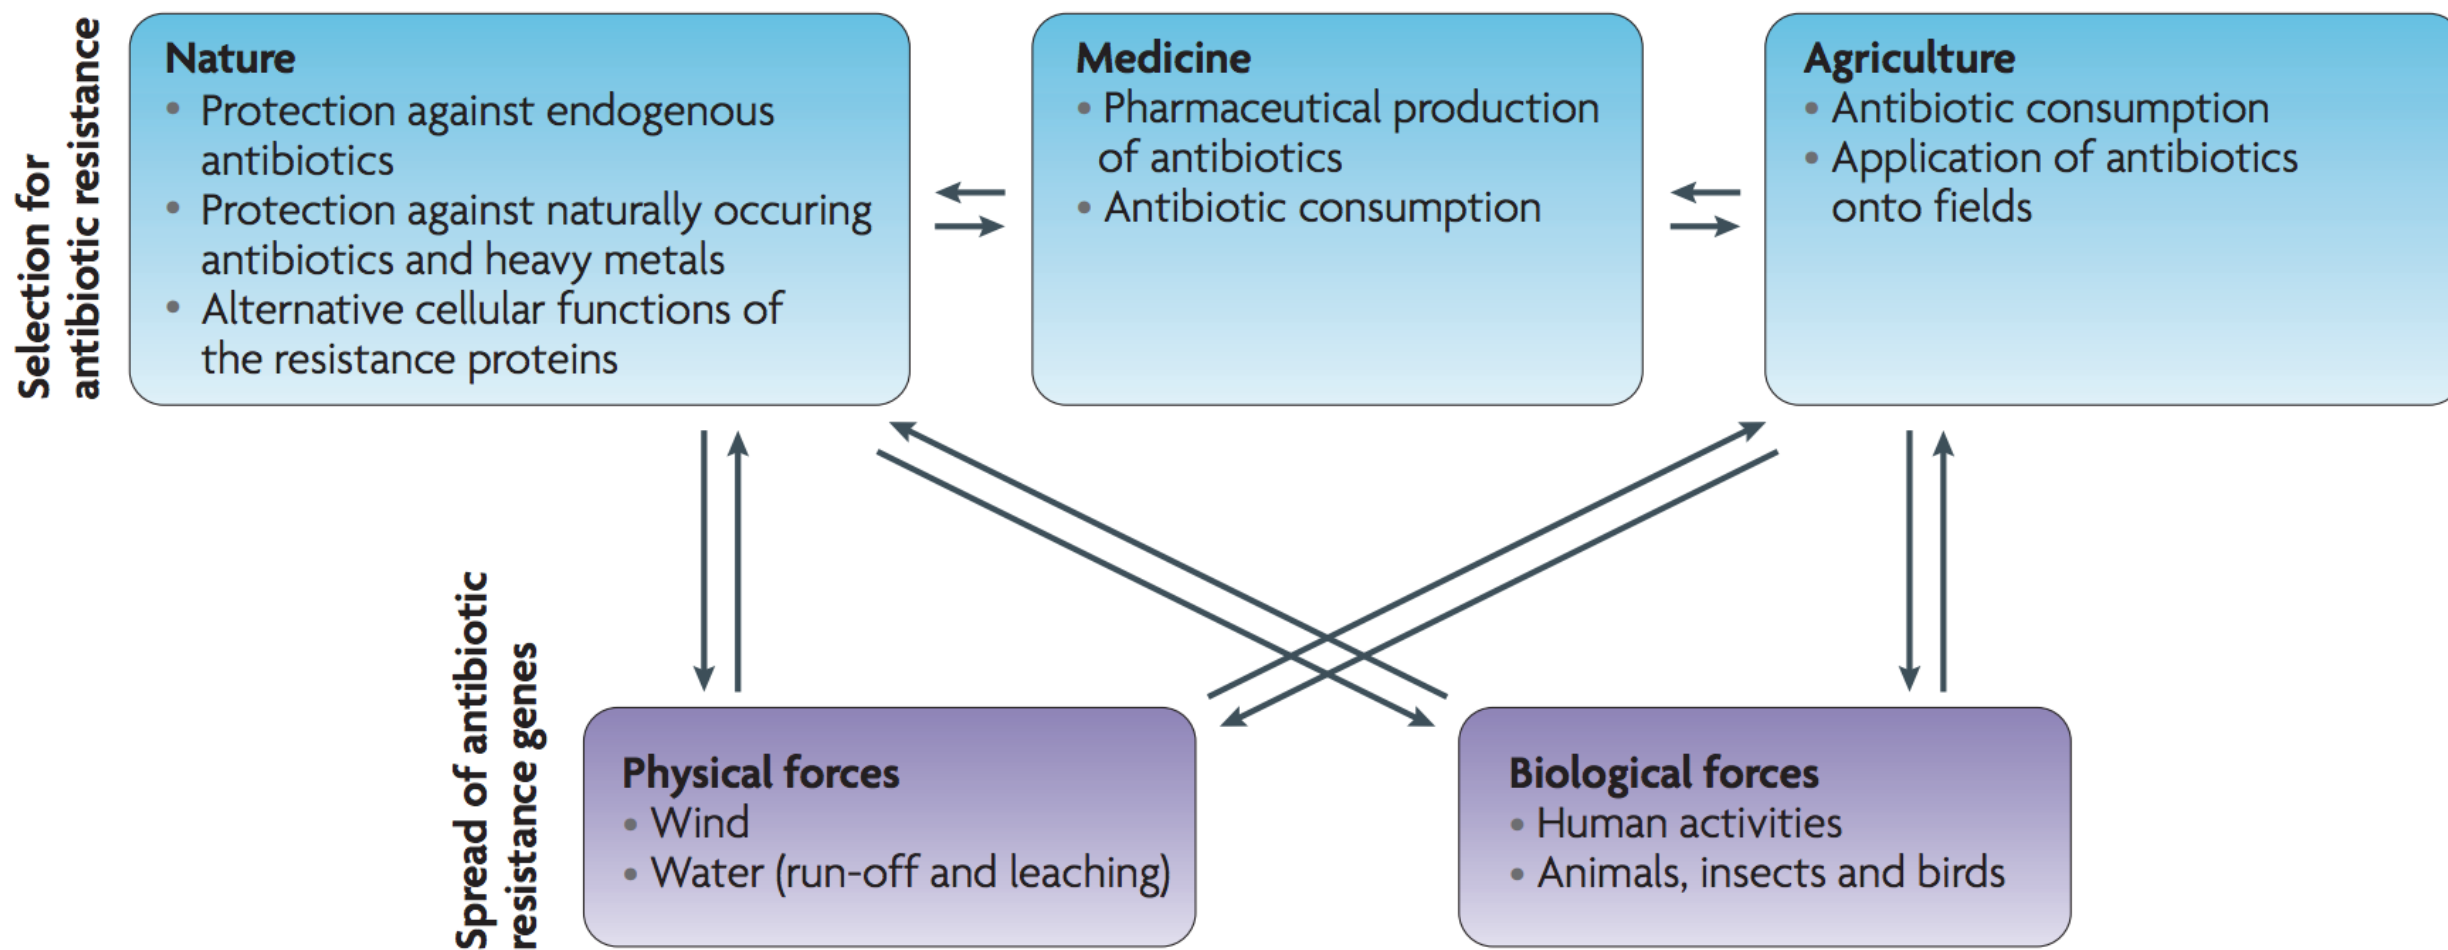 Selection for
antibiotic resistance
Nature
• Protection against endogenous
antibiotics
• Protection against naturally occuring
antibiotics and heavy metals
• Alternative cellular functions of
the resistance proteins
Medicine
• Pharmaceutical production
of antibiotics
• Antibiotic consumption
Agriculture
• Antibiotic consumption
• Application of antibiotics
onto fields
Spread of antibiotic
resistance genes
Physical forces
• Wind
• Water (run-off and leaching)
Biological forces
• Human activities
• Animals, insects and birds